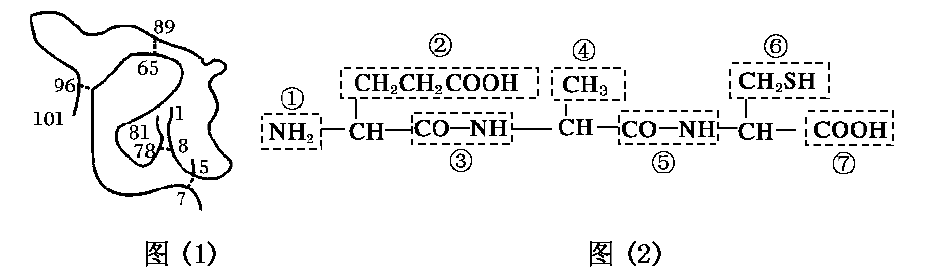 89
65
96
101
1
81
78
8
5
7
① ② ③ ④ ⑤ ⑥ ⑦
CH₂CH₂COOH CH₃ CH₂SH
NH₂ CH CO—NH CH CO—NH CH COOH
图 (1) 图 (2)